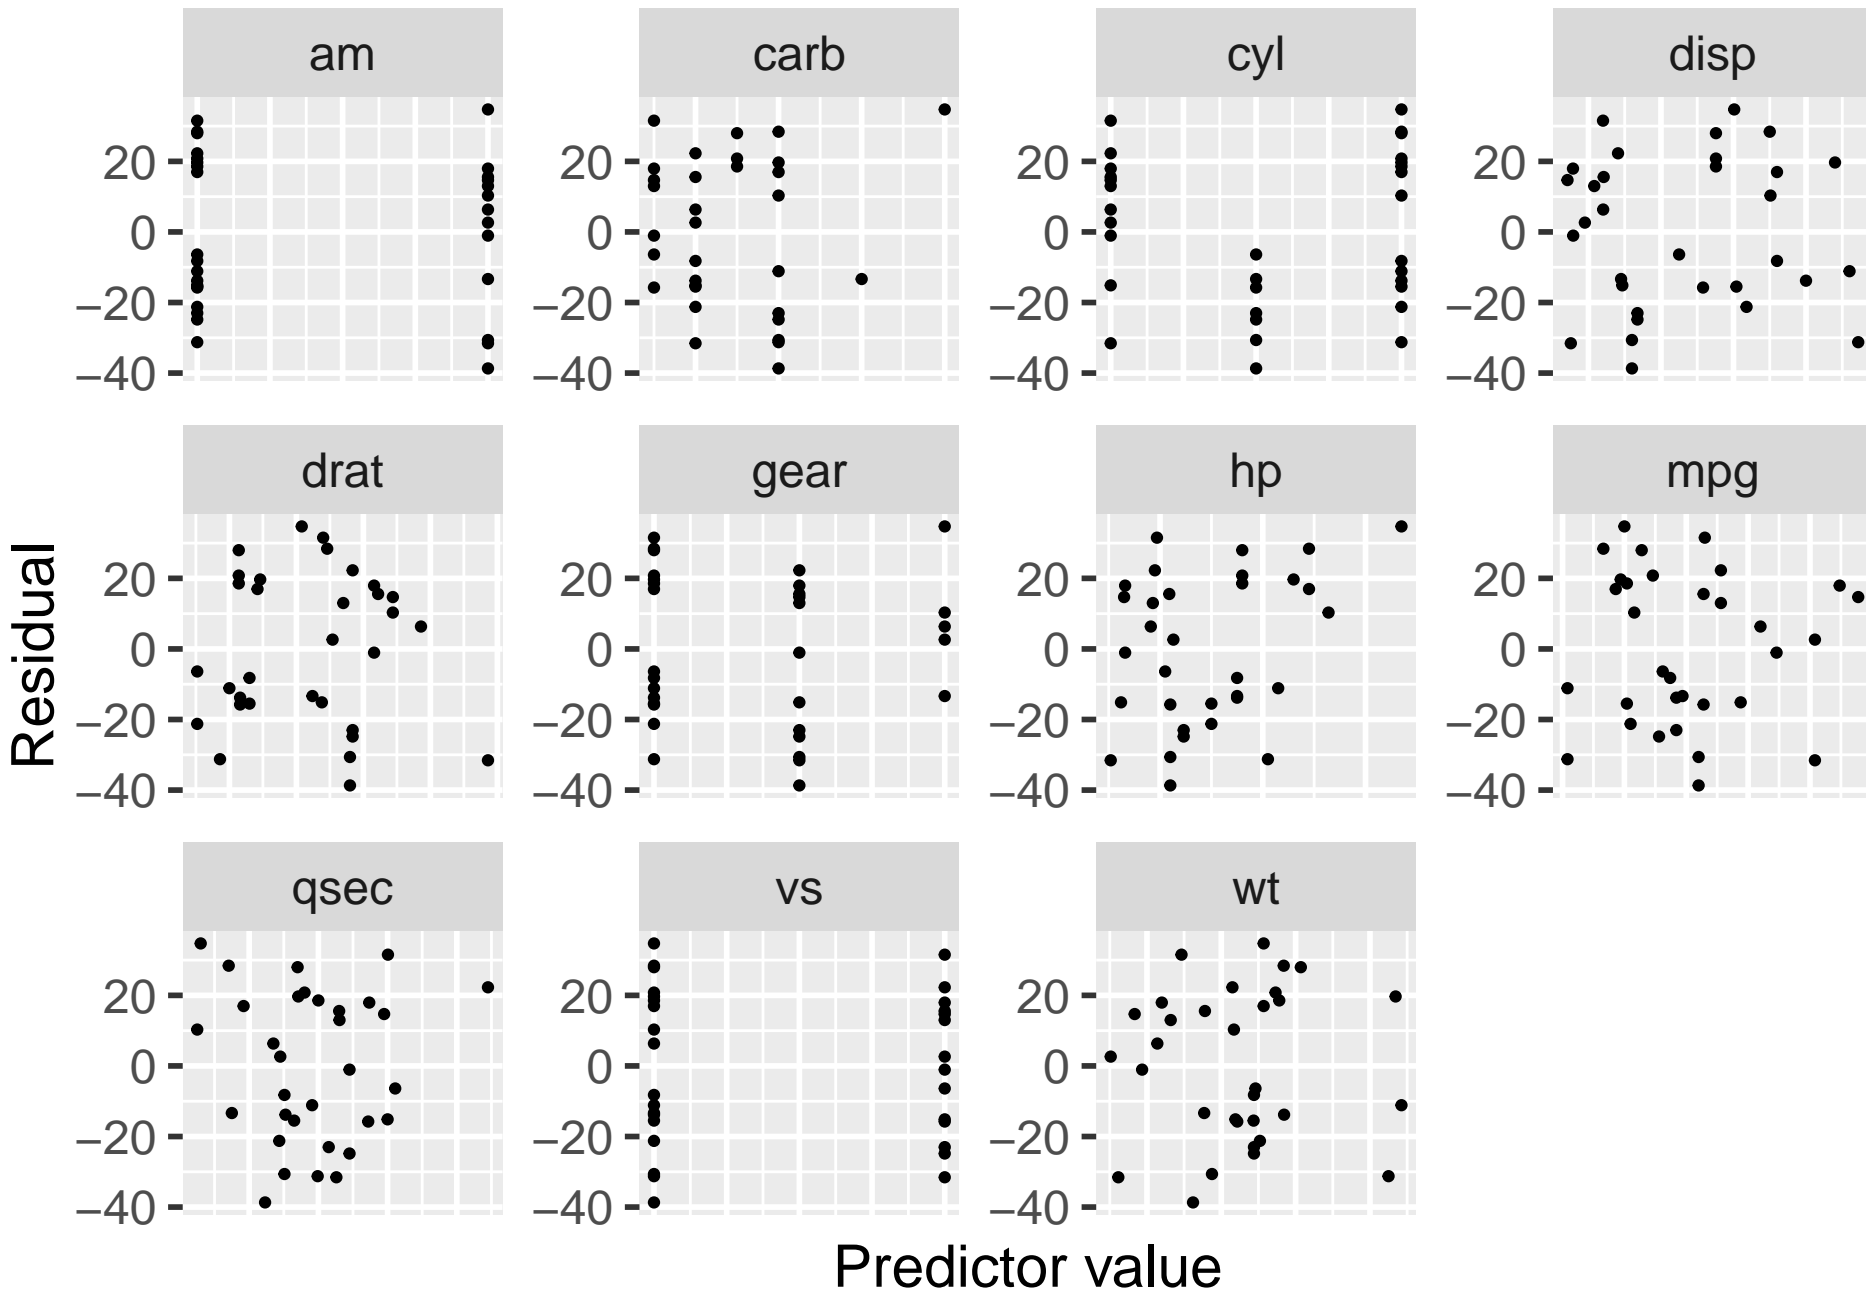 am carb cyl disp
20 20 20 20
0 0 0 0
−20 −20 −20 −20
−40 −40 −40 −40
drat gear hp mpg
20 20 20 20
0 0 0 0
−20 −20 −20 −20
−40 −40 −40 −40
Residual
qsec vs wt
20 20 20
0 0 0
−20 −20 −20
−40 −40 −40
Predictor value